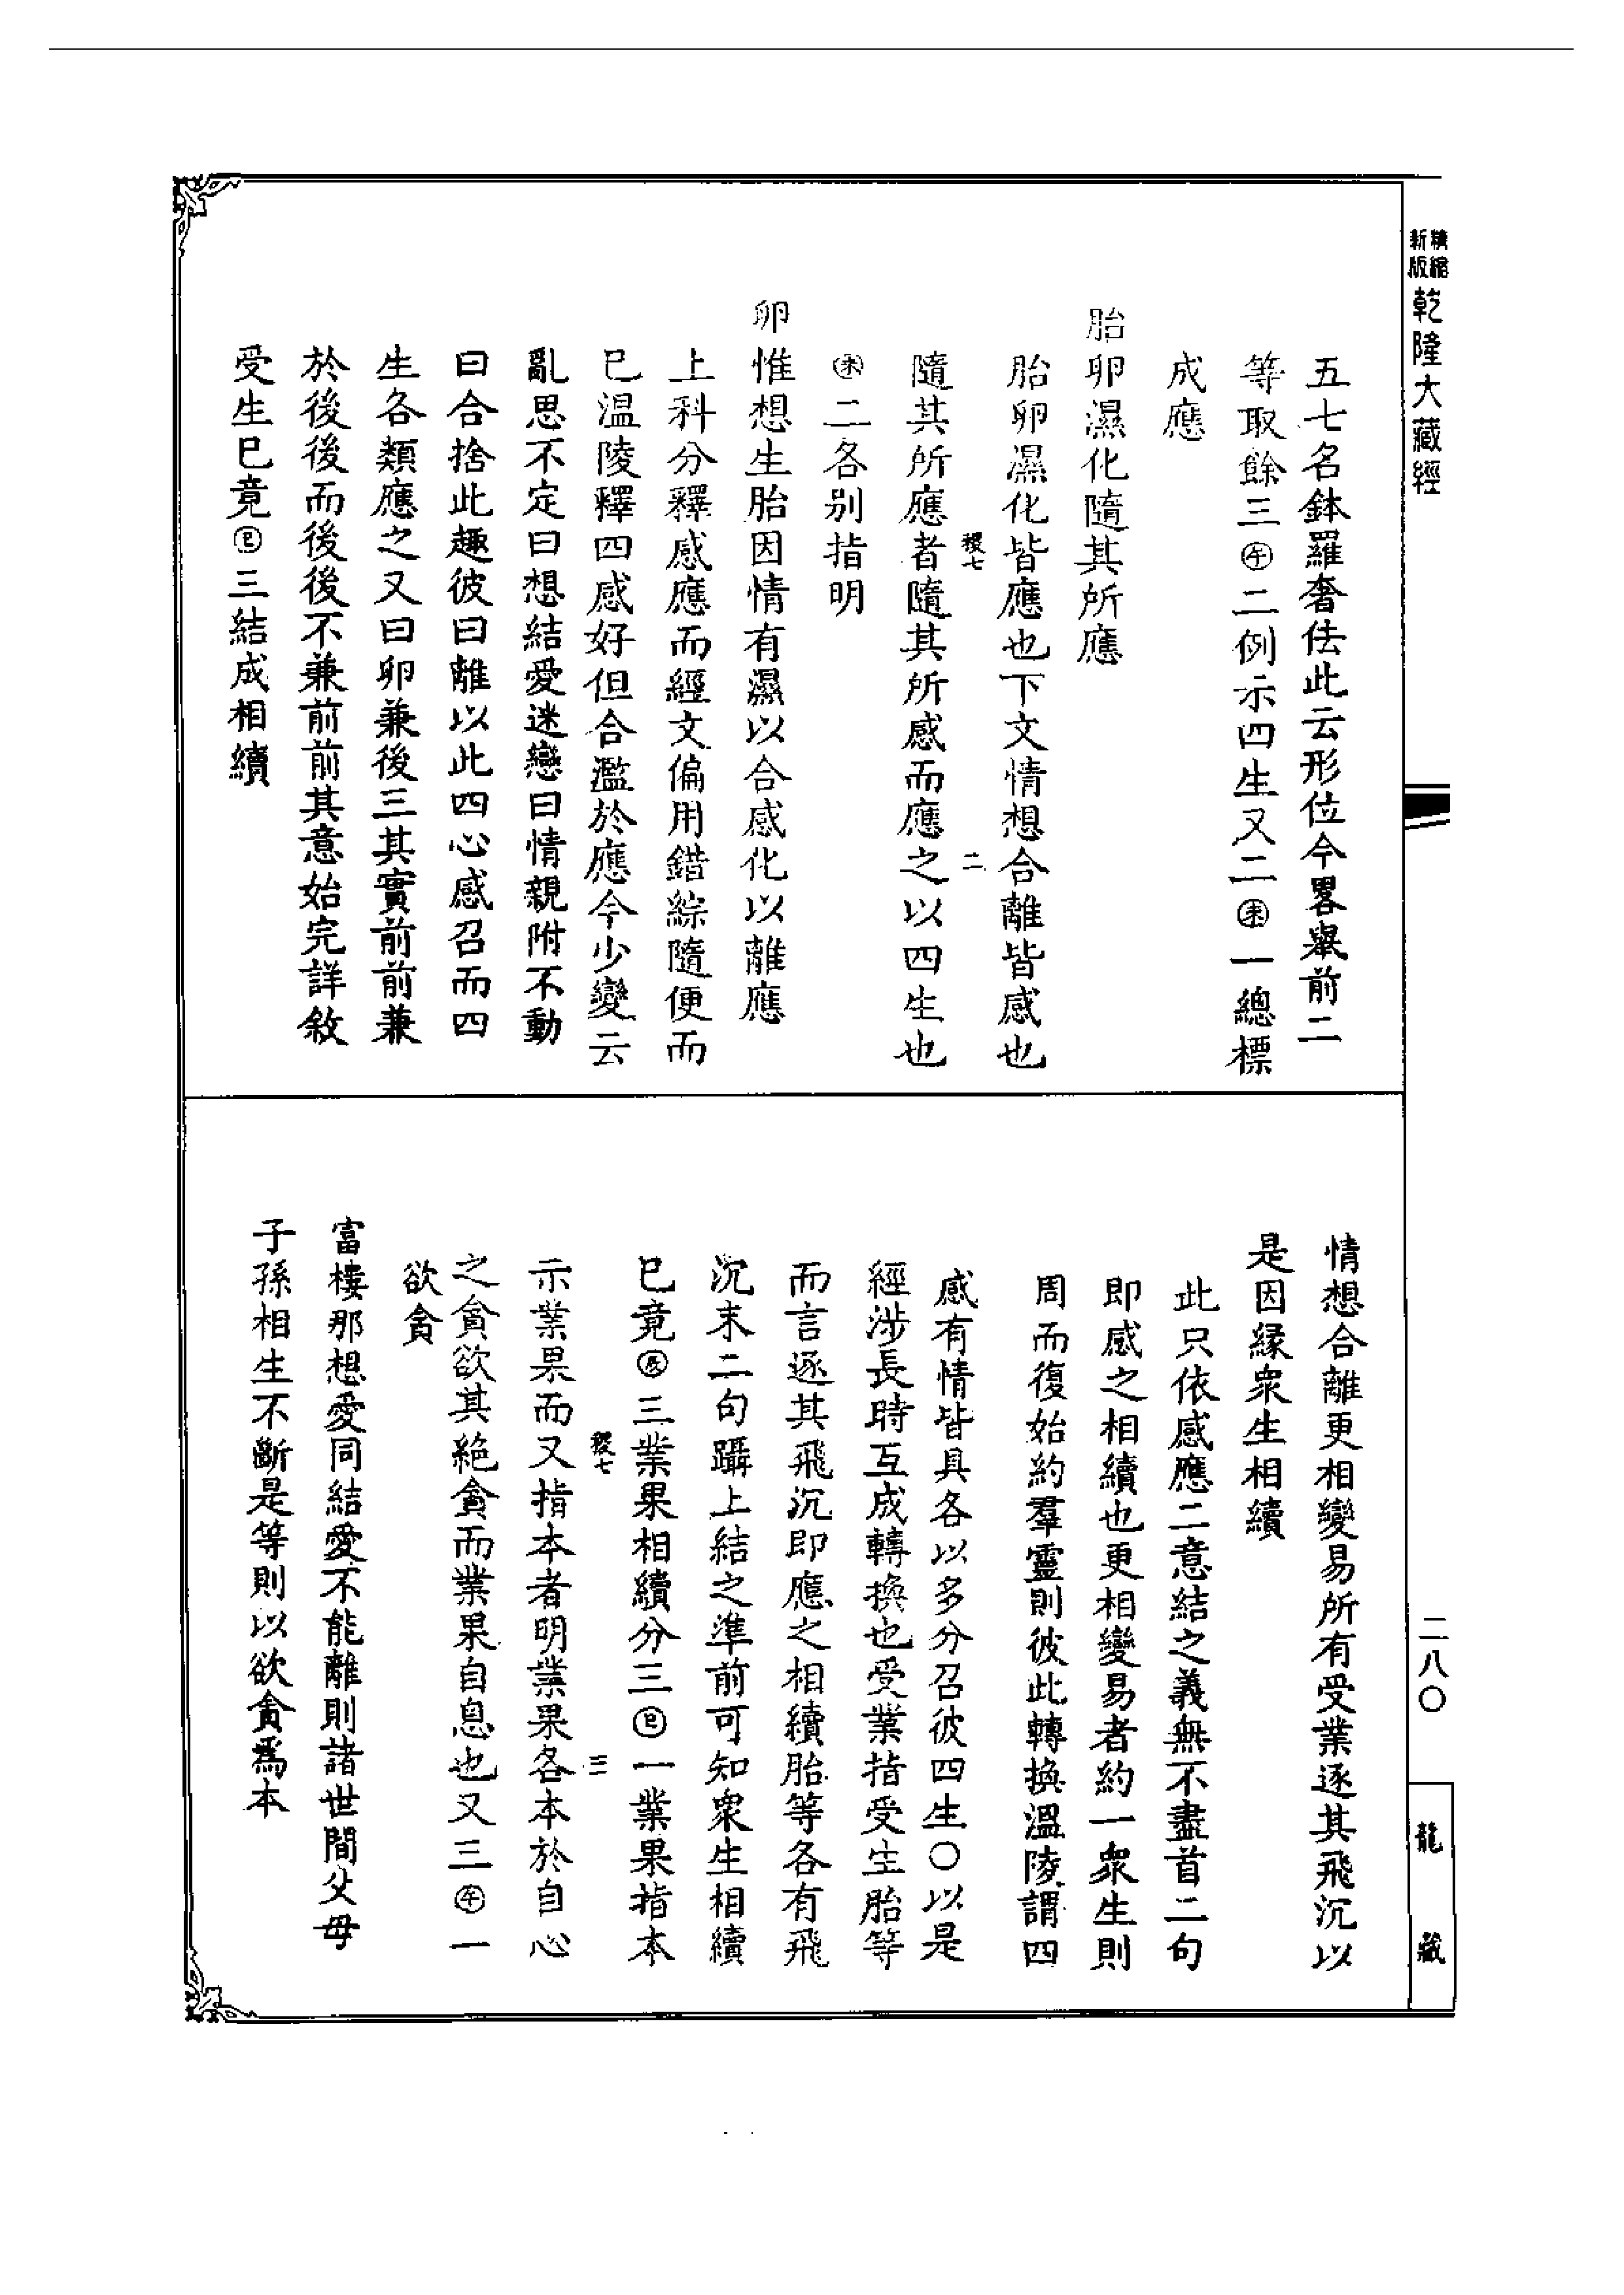 精縮
新版
乾隆大藏經
五七名鉢羅奢佉此云形位今畧舉前二
等取餘三㊉二例示四生又二㊍一總標
成應
胎卵濕化隨其所應
胎卵濕化皆應也下文情想合離皆感也
隨其所應者隨其所感而應之以四生也
稷七
二
二各別指明
卵惟想生胎因情有濕以合感化以離應
上科分釋感應而經文偏用錯綜隨便而
已溫陵釋四感好但合濫於應今少變云
亂思不定曰想結愛迷戀曰情親附不動
曰合捨此趣彼曰離以此四心感召而四
生各類應之又曰卵兼後三其實前前兼
於後後而後後不兼前前其意始完詳敘
受生已竟三結成相續
情想合離更相變易所有受業逐其飛沉以
是因緣眾生相續
此只依感應二意結之義無不盡首二句
即感之相續也更相變易者約一眾生則
周而復始約羣靈則彼此轉換溫陵謂四
感有情皆具各以多分召彼四生○以是
經涉長時互成轉換也受業指受生胎等
而言逐其飛沉即應之相續胎等各有飛
沉末二句躡上結之準前可知眾生相續
已竟三業果相續分三一業果指本
稷七
三
示業果而又指本者明業果各本於自心
之貪欲其絕貪而業果自息也又三一
欲貪
富樓那想愛同結愛不能離則諸世間父母
子孫相生不斷是等則以欲貪為本
二八〇
龍藏